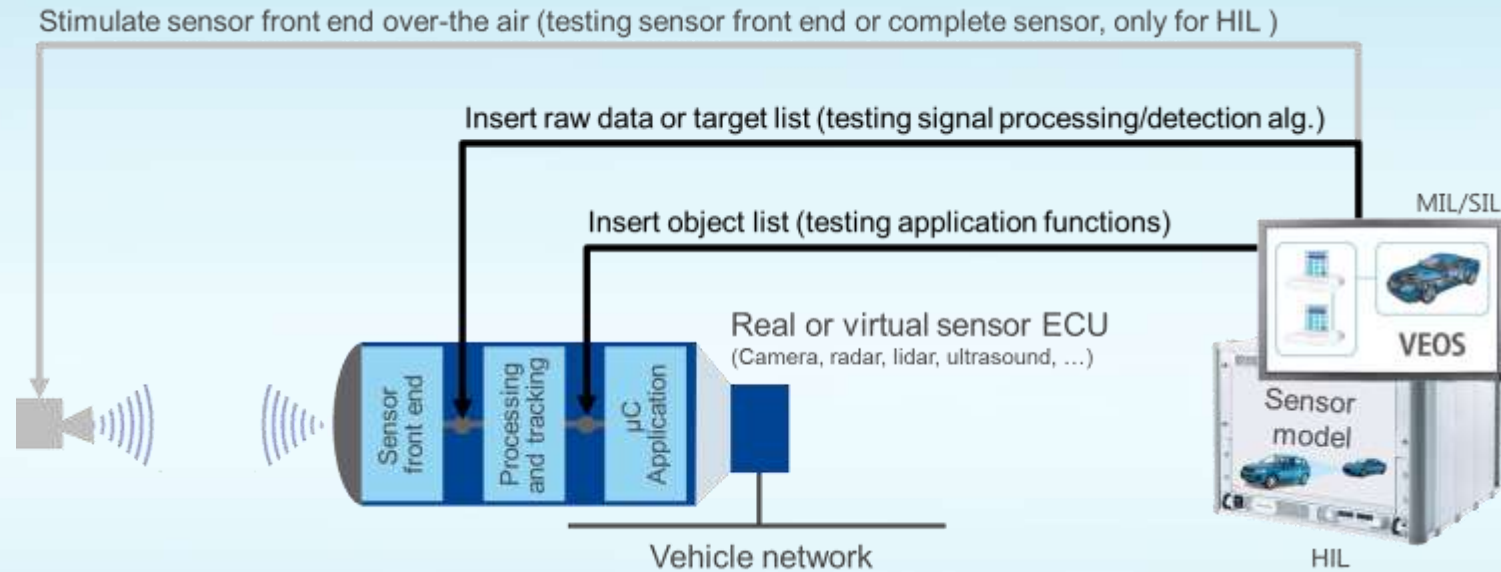 Stimulate sensor front end over-the air (testing sensor front end or complete sensor, only for HIL )
Insert raw data or target list (testing signal processing/detection alg.)
MIL/SIL
Insert object list (testing application functions)
Real or virtual sensor ECU
(Camera, radar, lidar, ultrasound, ...)
VEOS
Sensor
front end
Processing
and tracking
µC
Application
Sensor
model
Vehicle network
HIL